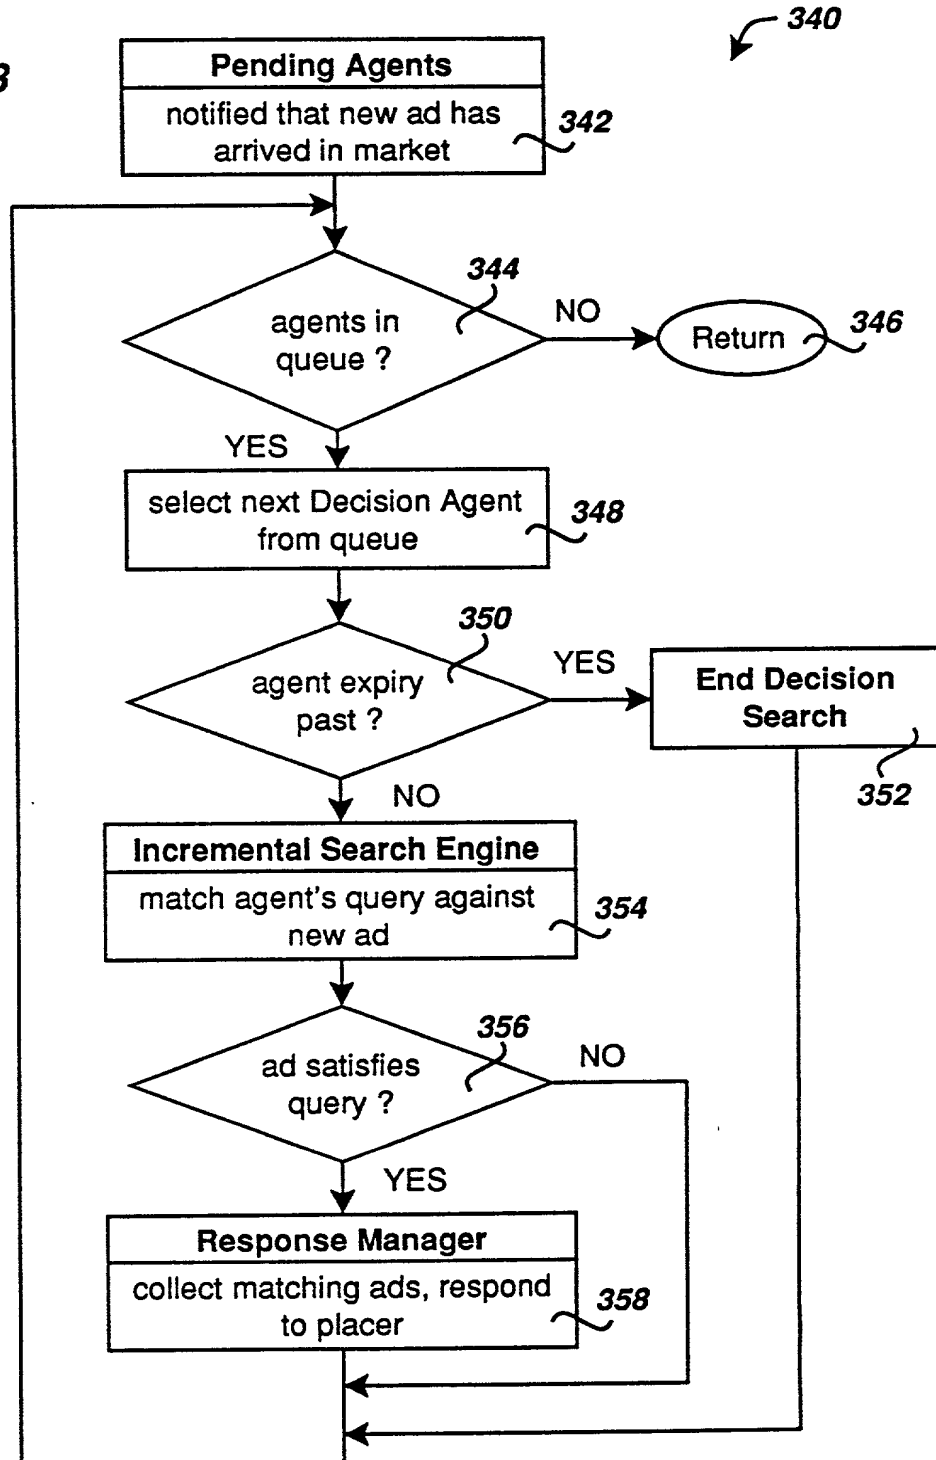 340
3
Pending Agents
notified that new ad has
arrived in market
342
344
agents in
queue ?
NO
Return
346
YES
select next Decision Agent
from queue
348
350
agent expiry
past ?
YES
End Decision
Search
352
NO
Incremental Search Engine
match agent's query against
new ad
354
356
ad satisfies
query ?
NO
YES
Response Manager
collect matching ads, respond
to placer
358